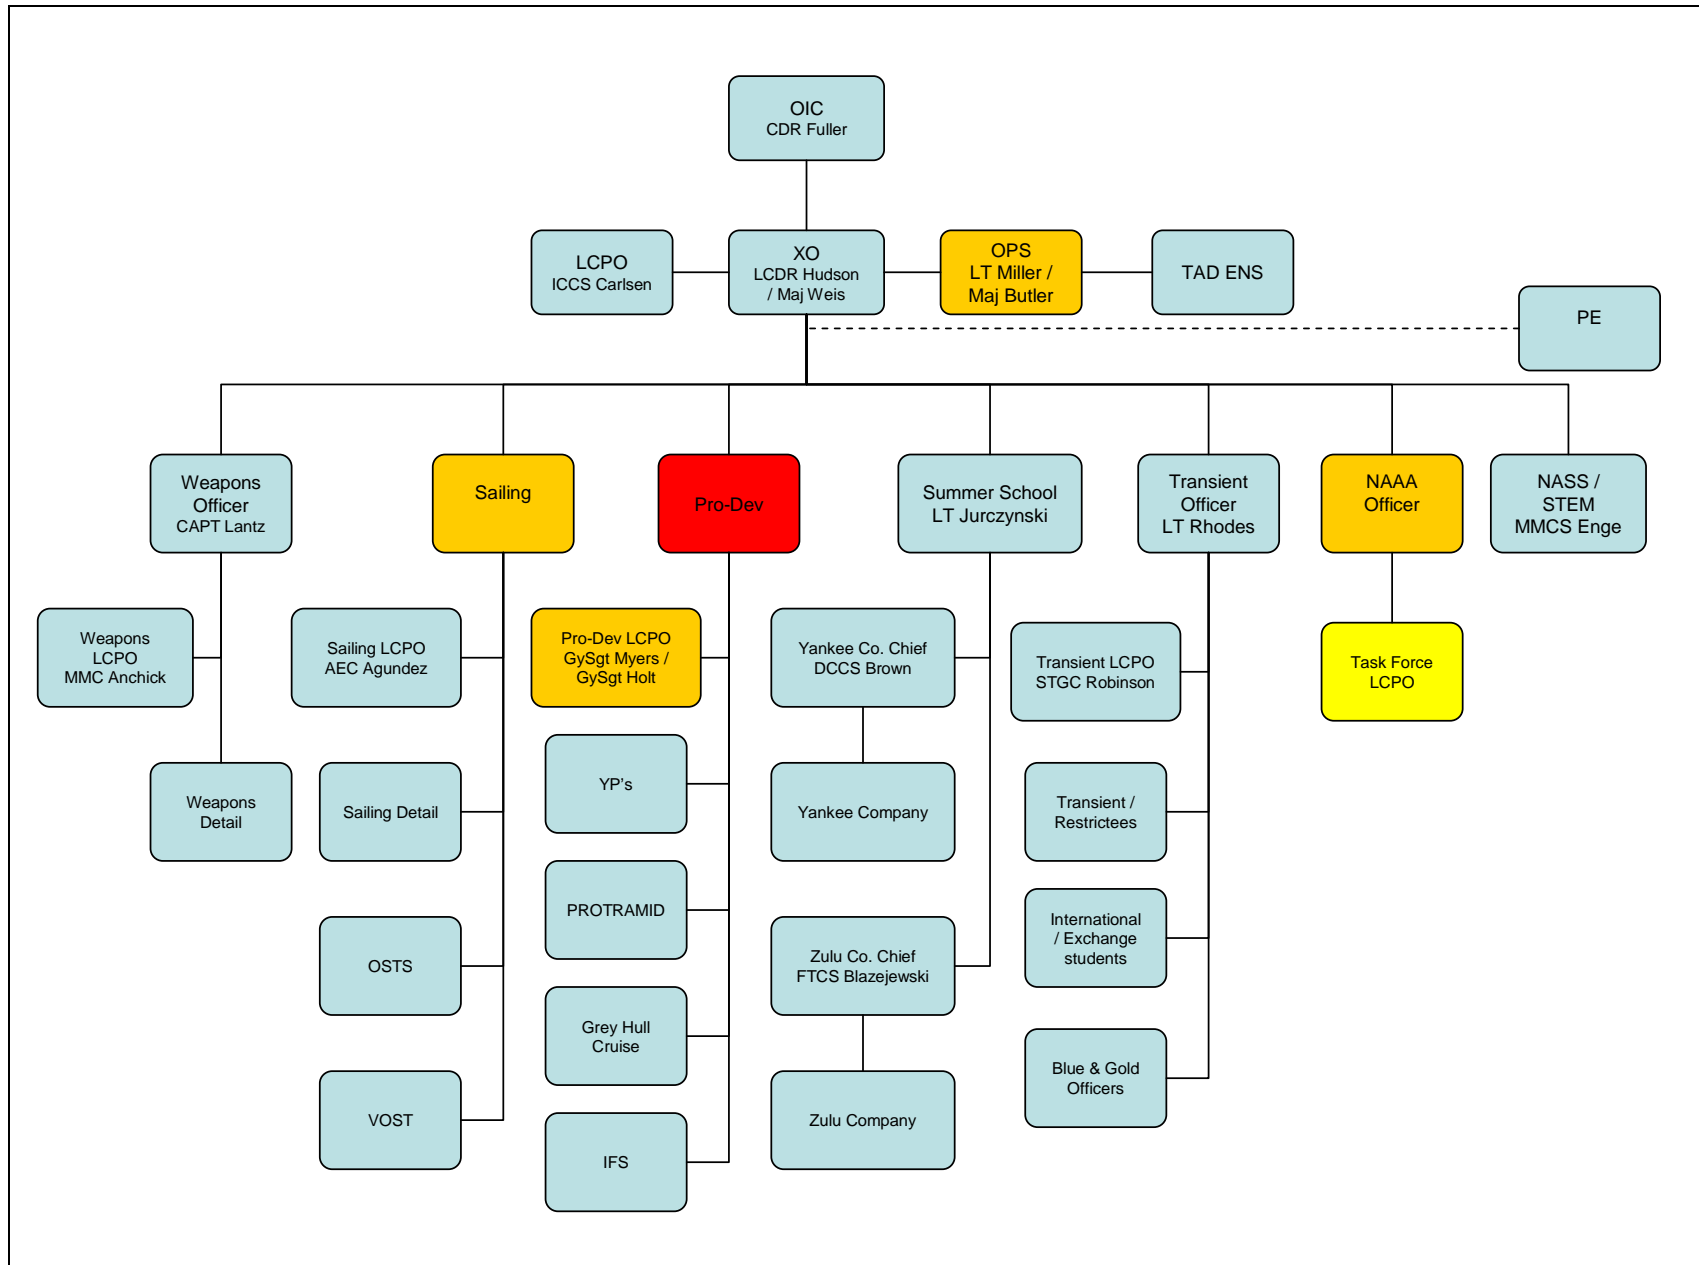 OIC
CDR Fuller
LCPO
ICCS Carlsen
XO
LCDR Hudson
/ Maj Weis
OPS
LT Miller /
Maj Butler
TAD ENS
PE
Weapons
Officer
CAPT Lantz
Sailing
Pro-Dev
Summer School
LT Jurczynski
Transient
Officer
LT Rhodes
NAAA
Officer
NASS /
STEM
MMCS Enge
Weapons
LCPO
MMC Anchick
Sailing LCPO
AEC Agundez
Pro-Dev LCPO
GySgt Myers /
GySgt Holt
Yankee Co. Chief
DCCS Brown
Transient LCPO
STGC Robinson
Task Force
LCPO
Weapons
Detail
Sailing Detail
YP's
Yankee Company
Transient /
Restrictees
OSTS
PROTRAMID
Zulu Co. Chief
FTCS Blazejewski
International
/ Exchange
students
VOST
Grey Hull
Cruise
Zulu Company
Blue & Gold
Officers
IFS